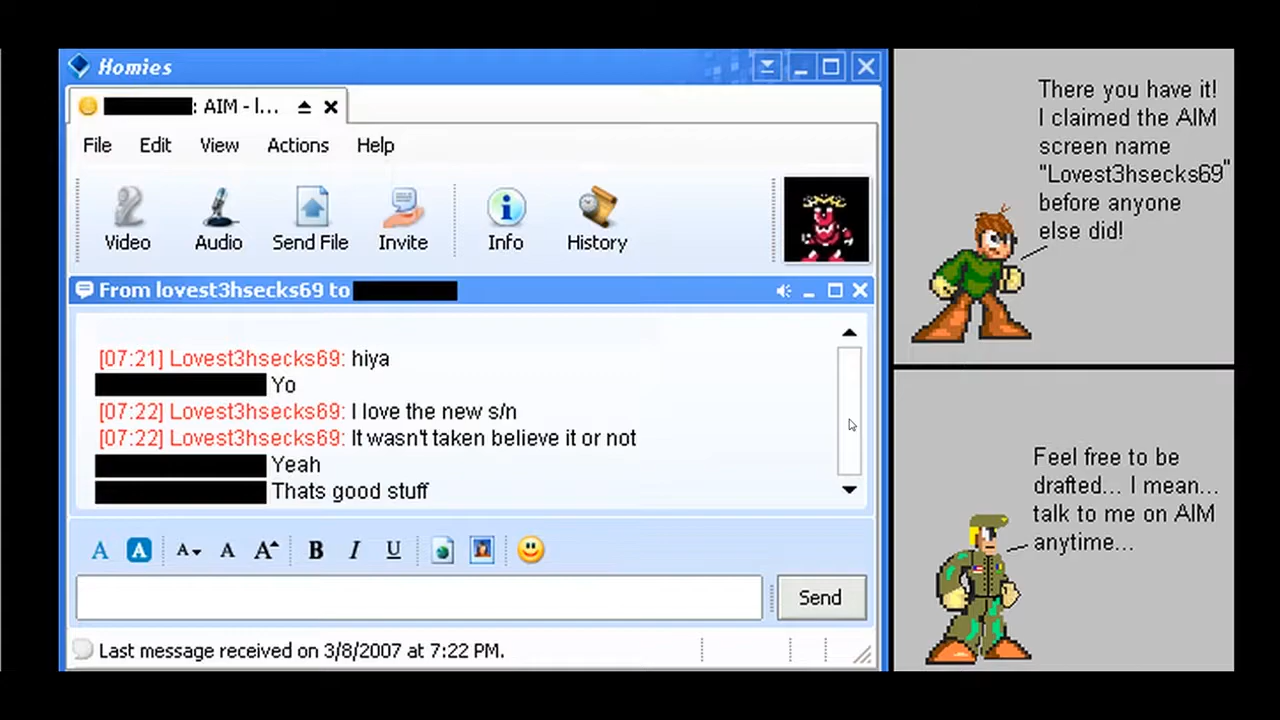 Homies
: AIM - l...
File Edit View Actions Help
Video Audio Send File Invite Info History
From lovest3hsecks69 to
[07:21] Lovest3hsecks69: hiya
Yo
[07:22] Lovest3hsecks69: I love the new s/n
[07:22] Lovest3hsecks69: It wasn't taken believe it or not
Yeah
Thats good stuff
A A A A A B I U
Send
Last message received on 3/8/2007 at 7:22 PM.
There you have it!
I claimed the AIM
screen name
"Lovest3hsecks69"
before anyone
else did!
Feel free to be
drafted... I mean...
talk to me on AIM
anytime...